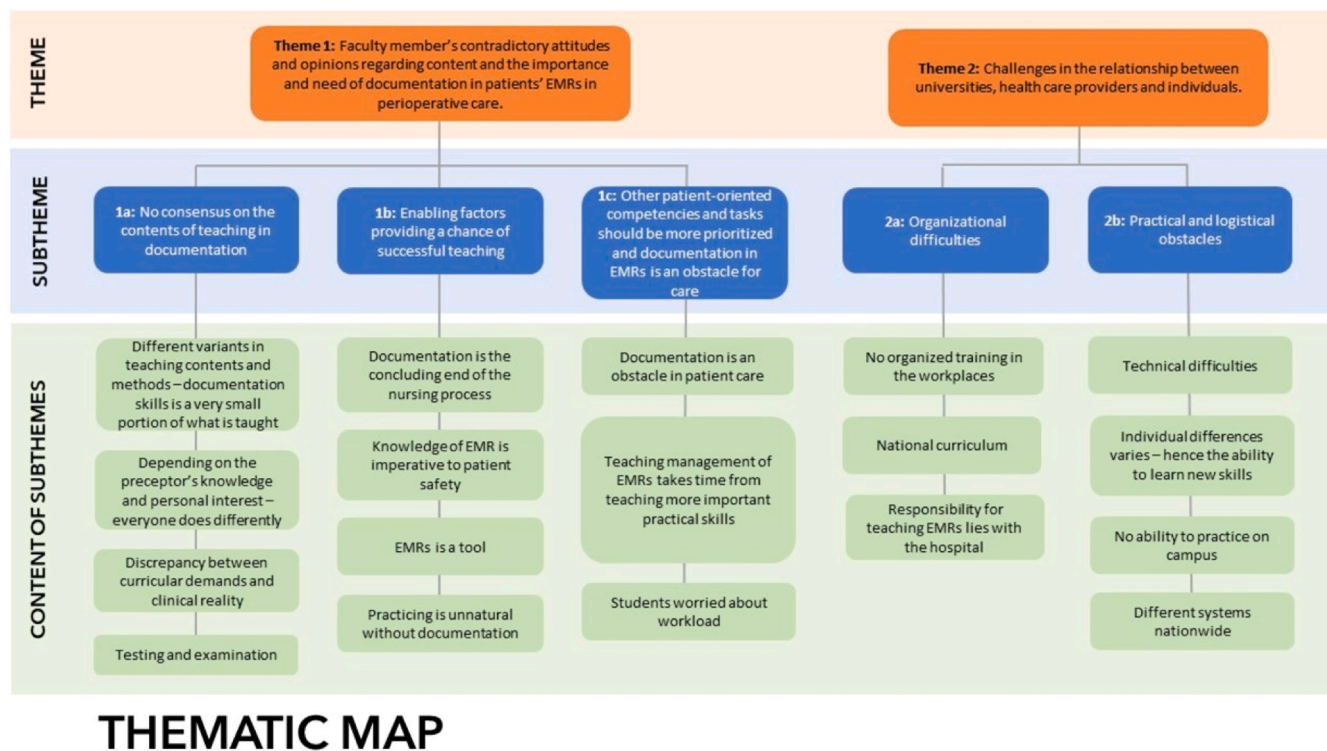 THEME
Theme 1: Faculty member's contradictory attitudes
and opinions regarding content and the importance
and need of documentation in patients' EMRs in
perioperative care.
Theme 2: Challenges in the relationship between
universities, health care providers and individuals.
SUBTHEME
1a: No consensus on the
contents of teaching in
documentation
1b: Enabling factors
providing a chance of
successful teaching
1c: Other patient-oriented
competencies and tasks
should be more prioritized
and documentation in
EMRs is an obstacle for
care
2a: Organizational
difficulties
2b: Practical and logistical
obstacles
CONTENT OF SUBTHEMES
Different variants in
teaching contents and
methods – documentation
skills is a very small
portion of what is taught
Depending on the
preceptor's knowledge
and personal interest –
everyone does differently
Discrepancy between
curricular demands and
clinical reality
Testing and examination
Documentation is the
concluding end of the
nursing process
Knowledge of EMR is
imperative to patient
safety
EMRs is a tool
Practicing is unnatural
without documentation
Documentation is an
obstacle in patient care
Teaching management of
EMRs takes time from
teaching more important
practical skills
Students worried about
workload
No organized training in
the workplaces
National curriculum
Responsibility for
teaching EMRs lies with
the hospital
Technical difficulties
Individual differences
varies – hence the ability
to learn new skills
No ability to practice on
campus
Different systems
nationwide
THEMATIC MAP